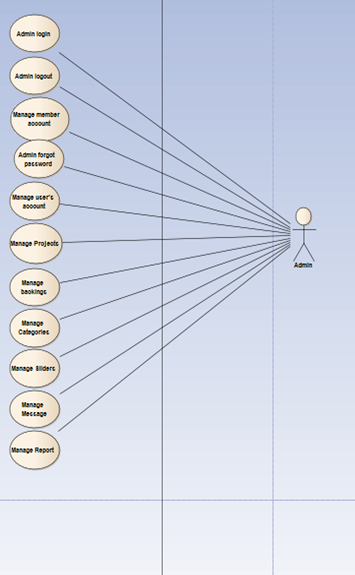 Admin login
Admin logout
Manage member
account
Admin forgot
password
Manage user's
account
Manage Projects
Manage
backings
Manage
Categories
Manage Sliders
Manage
Message
Manage Report
Admin